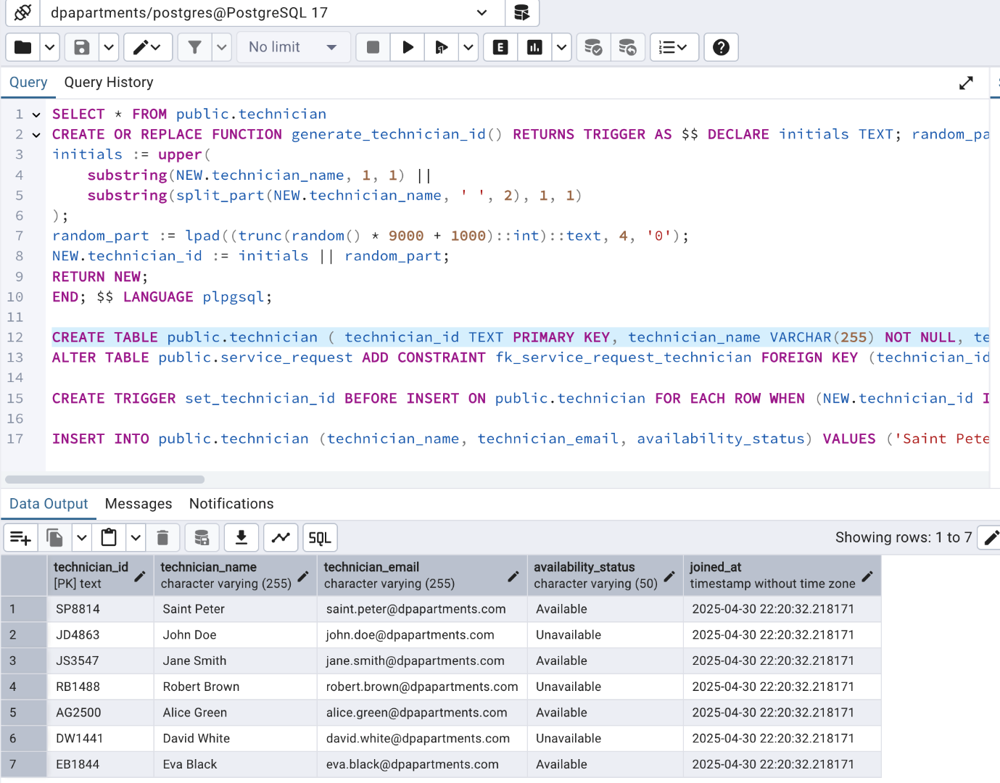 dpapartments/postgres@PostgreSQL 17
No limit
E
Query Query History
1 SELECT * FROM public.technician
2 CREATE OR REPLACE FUNCTION generate_technician_id() RETURNS TRIGGER AS $$ DECLARE initials TEXT; random_pa
3 initials := upper(
4 substring(NEW.technician_name, 1, 1) ||
5 substring(split_part(NEW.technician_name, ' ', 2), 1, 1)
6 );
7 random_part := lpad((trunc(random() * 9000 + 1000)::int)::text, 4, '0');
8 NEW.technician_id := initials || random_part;
9 RETURN NEW;
10 END; $$ LANGUAGE plpgsql;
11
12 CREATE TABLE public.technician ( technician_id TEXT PRIMARY KEY, technician_name VARCHAR(255) NOT NULL, te
13 ALTER TABLE public.service_request ADD CONSTRAINT fk_service_request_technician FOREIGN KEY (technician_id
14
15 CREATE TRIGGER set_technician_id BEFORE INSERT ON public.technician FOR EACH ROW WHEN (NEW.technician_id I
16
17 INSERT INTO public.technician (technician_name, technician_email, availability_status) VALUES ('Saint Pete
Data Output Messages Notifications
SQL Showing rows: 1 to 7
technician_id technician_name technician_email availability_status joined_at
[PK] text character varying (255) character varying (255) character varying (50) timestamp without time zone
1 SP8814 Saint Peter saint.peter@dpapartments.com Available 2025-04-30 22:20:32.218171
2 JD4863 John Doe john.doe@dpapartments.com Unavailable 2025-04-30 22:20:32.218171
3 JS3547 Jane Smith jane.smith@dpapartments.com Available 2025-04-30 22:20:32.218171
4 RB1488 Robert Brown robert.brown@dpapartments.com Unavailable 2025-04-30 22:20:32.218171
5 AG2500 Alice Green alice.green@dpapartments.com Available 2025-04-30 22:20:32.218171
6 DW1441 David White david.white@dpapartments.com Unavailable 2025-04-30 22:20:32.218171
7 EB1844 Eva Black eva.black@dpapartments.com Available 2025-04-30 22:20:32.218171